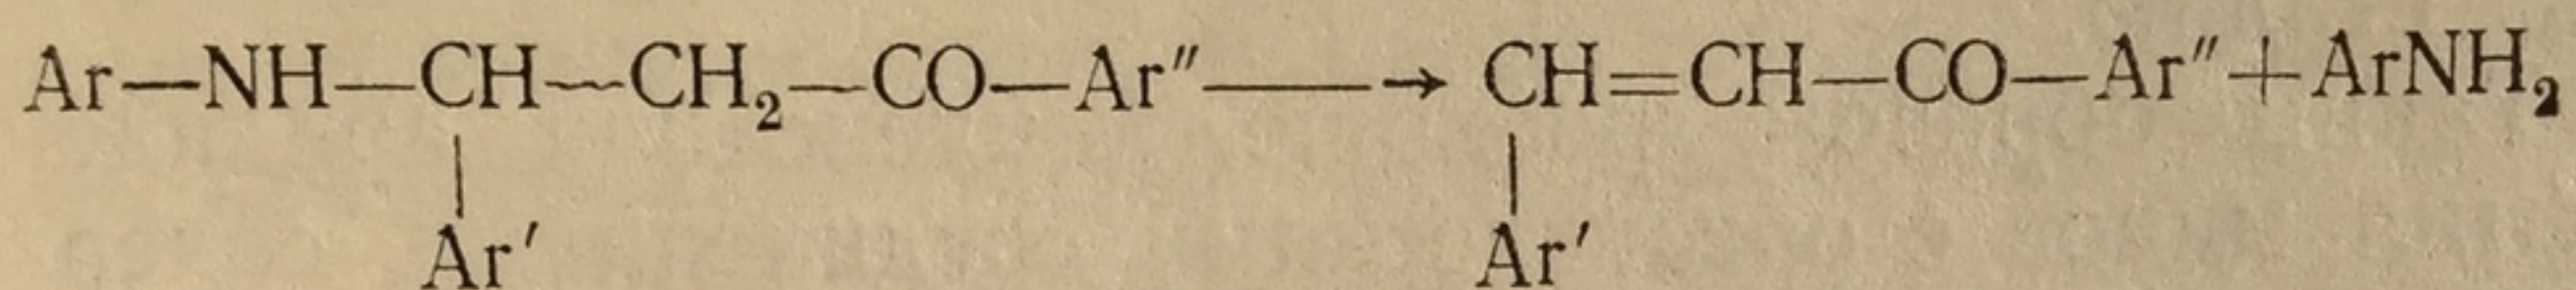 Ar—NH—CH—CH₂—CO—Ar″ → CH=CH—CO—Ar″+ArNH₂
Ar′ Ar′